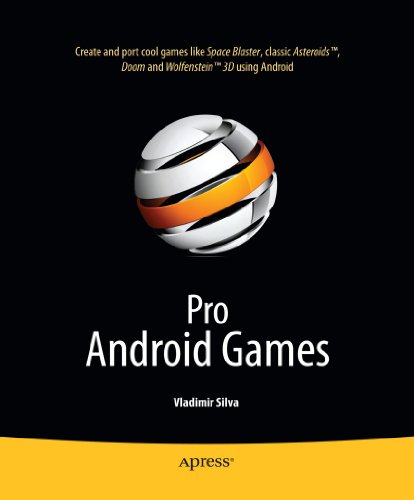 Create and port cool games like Space Blaster, classic Asteroids™,
Doom and Wolfenstein™ 3D using Android
Pro
Android Games
Vladimir Silva
Apress®